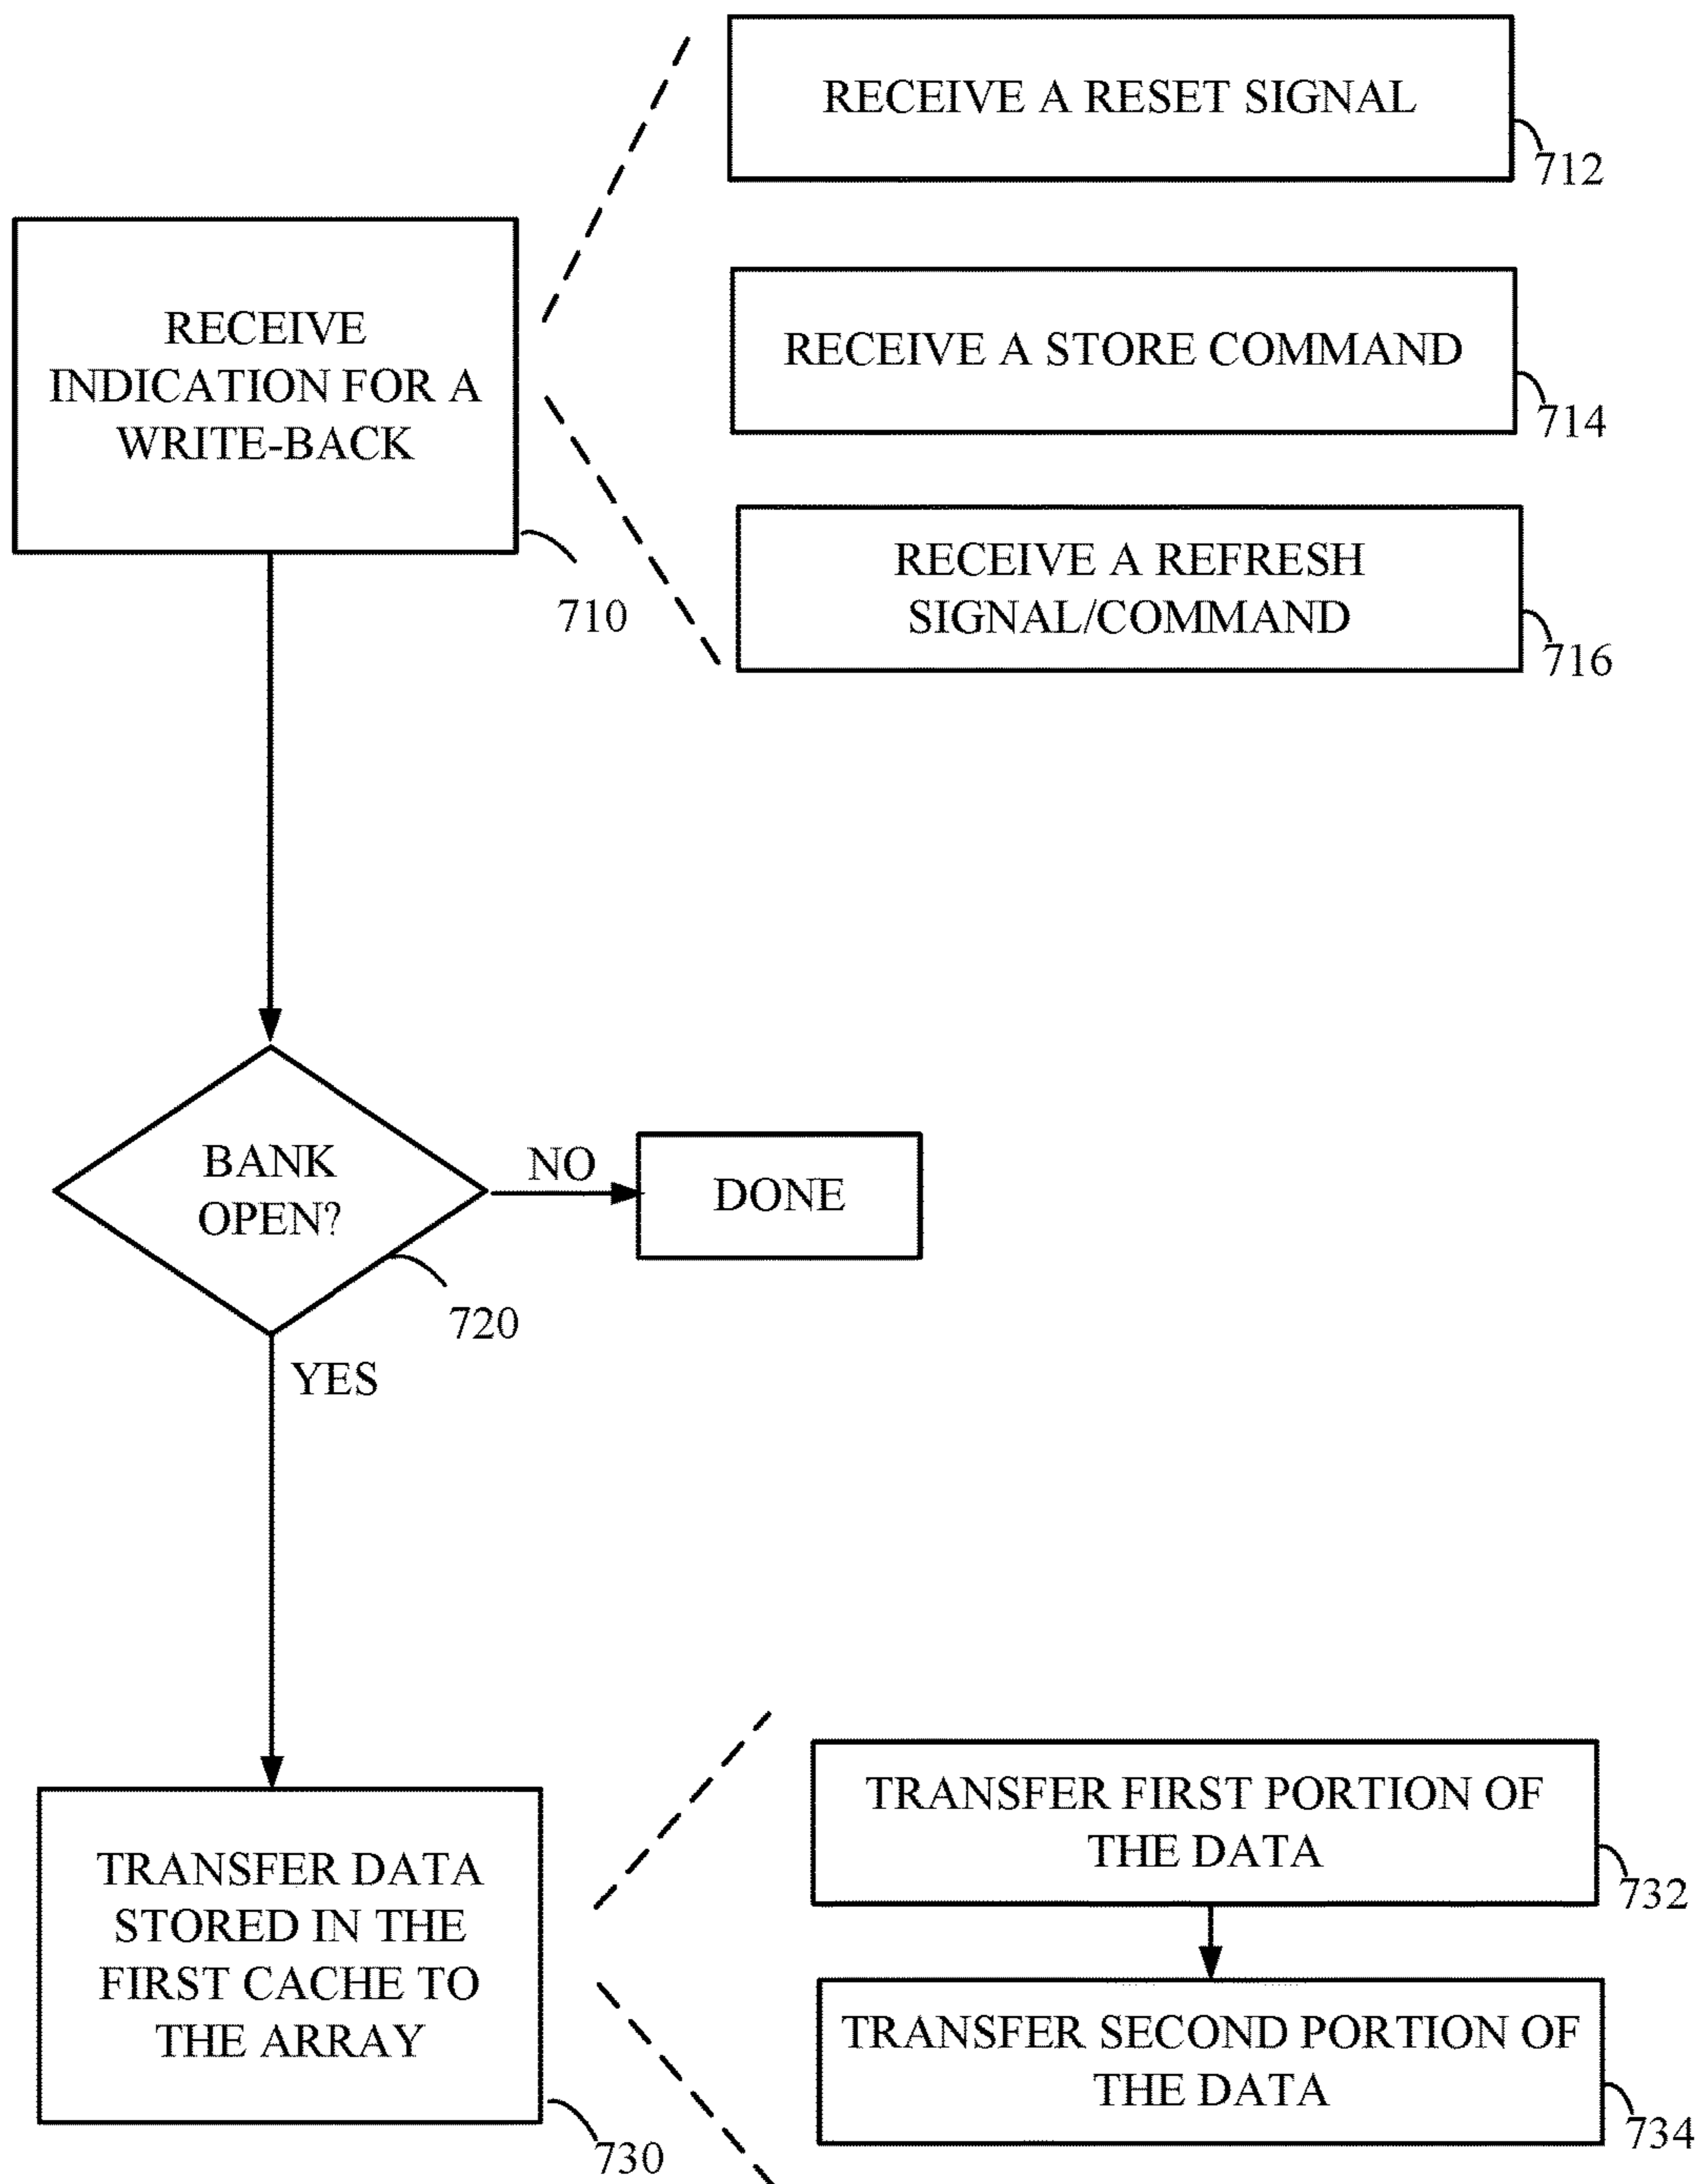 RECEIVE A RESET SIGNAL
712
RECEIVE
INDICATION FOR A
WRITE-BACK
710
RECEIVE A STORE COMMAND
714
RECEIVE A REFRESH
SIGNAL/COMMAND
716
BANK
OPEN?
720
NO
DONE
YES
TRANSFER DATA
STORED IN THE
FIRST CACHE TO
THE ARRAY
730
TRANSFER FIRST PORTION OF
THE DATA
732
TRANSFER SECOND PORTION OF
THE DATA
734